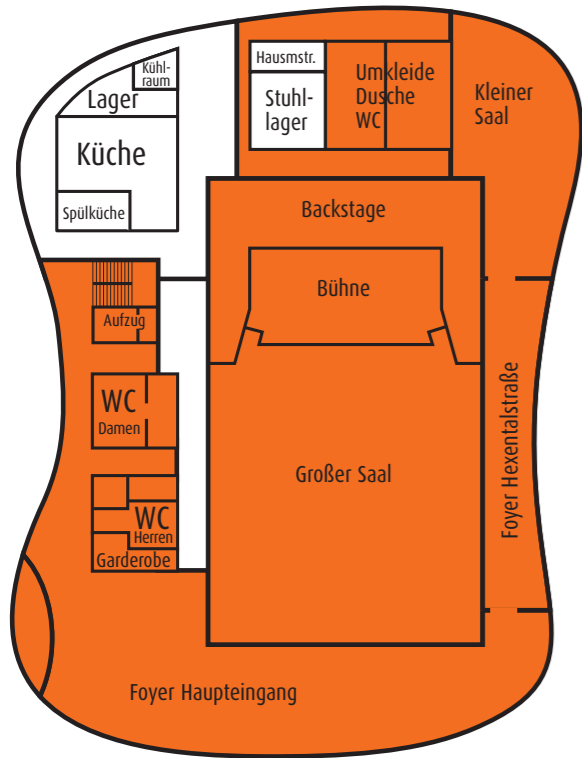 Kühl-
raum
Lager
Küche
Spülküche
Hausmstr.
Stuhl-
lager
Umkleide
Dusche
WC
Kleiner
Saal
Backstage
Bühne
Aufzug
WC
Damen
WC
Herren
Garderobe
Großer Saal
Foyer Hexentalstraße
Foyer Haupteingang